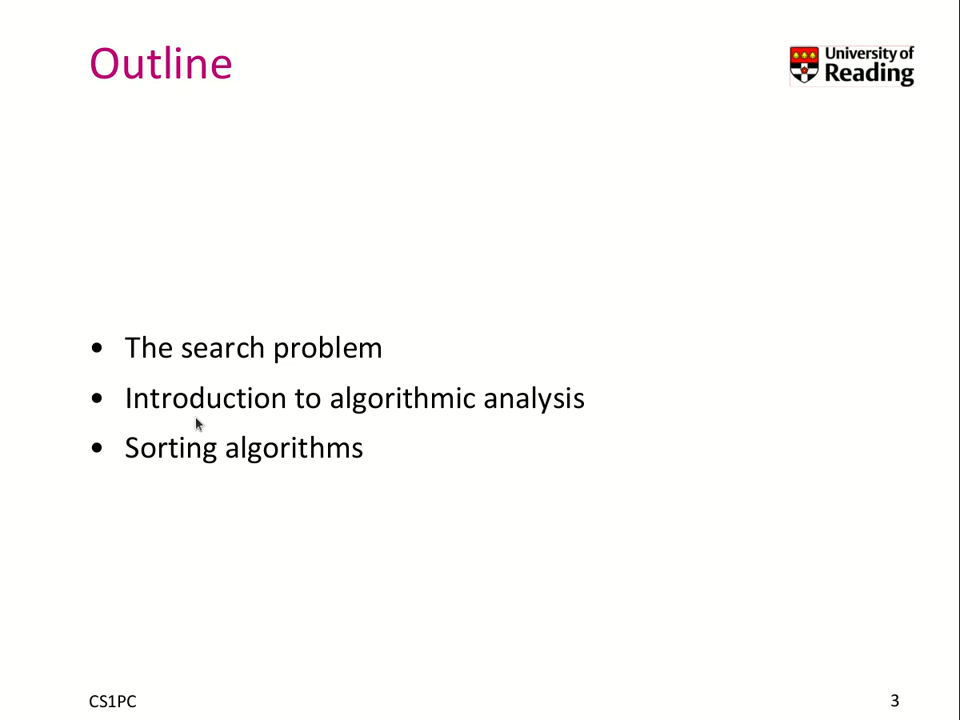 Outline
University of
Reading
• The search problem
• Introduction to algorithmic analysis
• Sorting algorithms
CS1PC
3